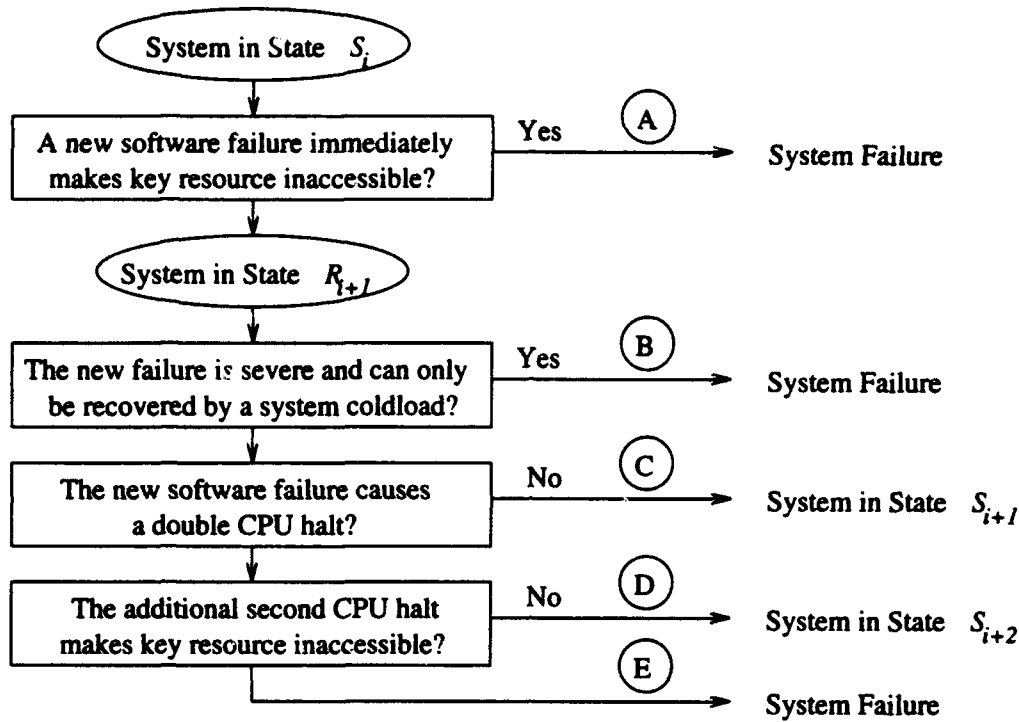 System in State S_i
A new software failure immediately
makes key resource inaccessible?
Yes
A
System Failure
System in State R_{i+1}
The new failure is severe and can only
be recovered by a system coldload?
Yes
B
System Failure
The new software failure causes
a double CPU halt?
No
C
System in State S_{i+1}
The additional second CPU halt
makes key resource inaccessible?
No
D
System in State S_{i+2}
E
System Failure